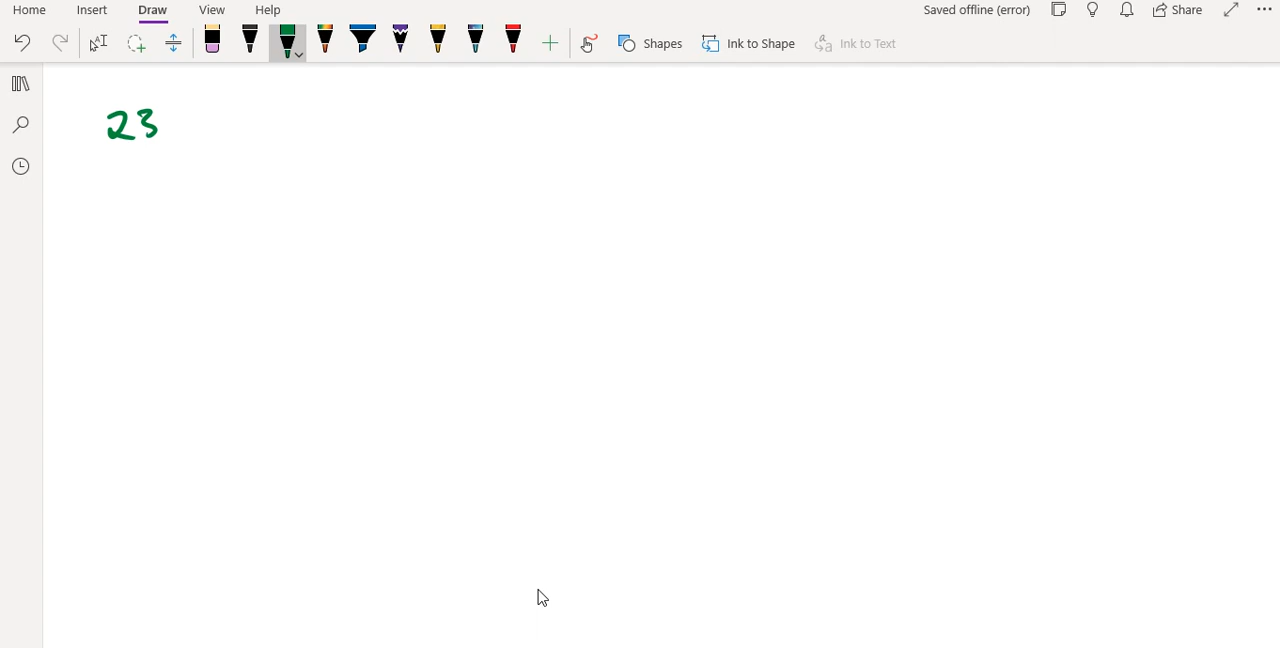 Home Insert Draw View Help Saved offline (error) Share
Shapes Ink to Shape Ink to Text
23